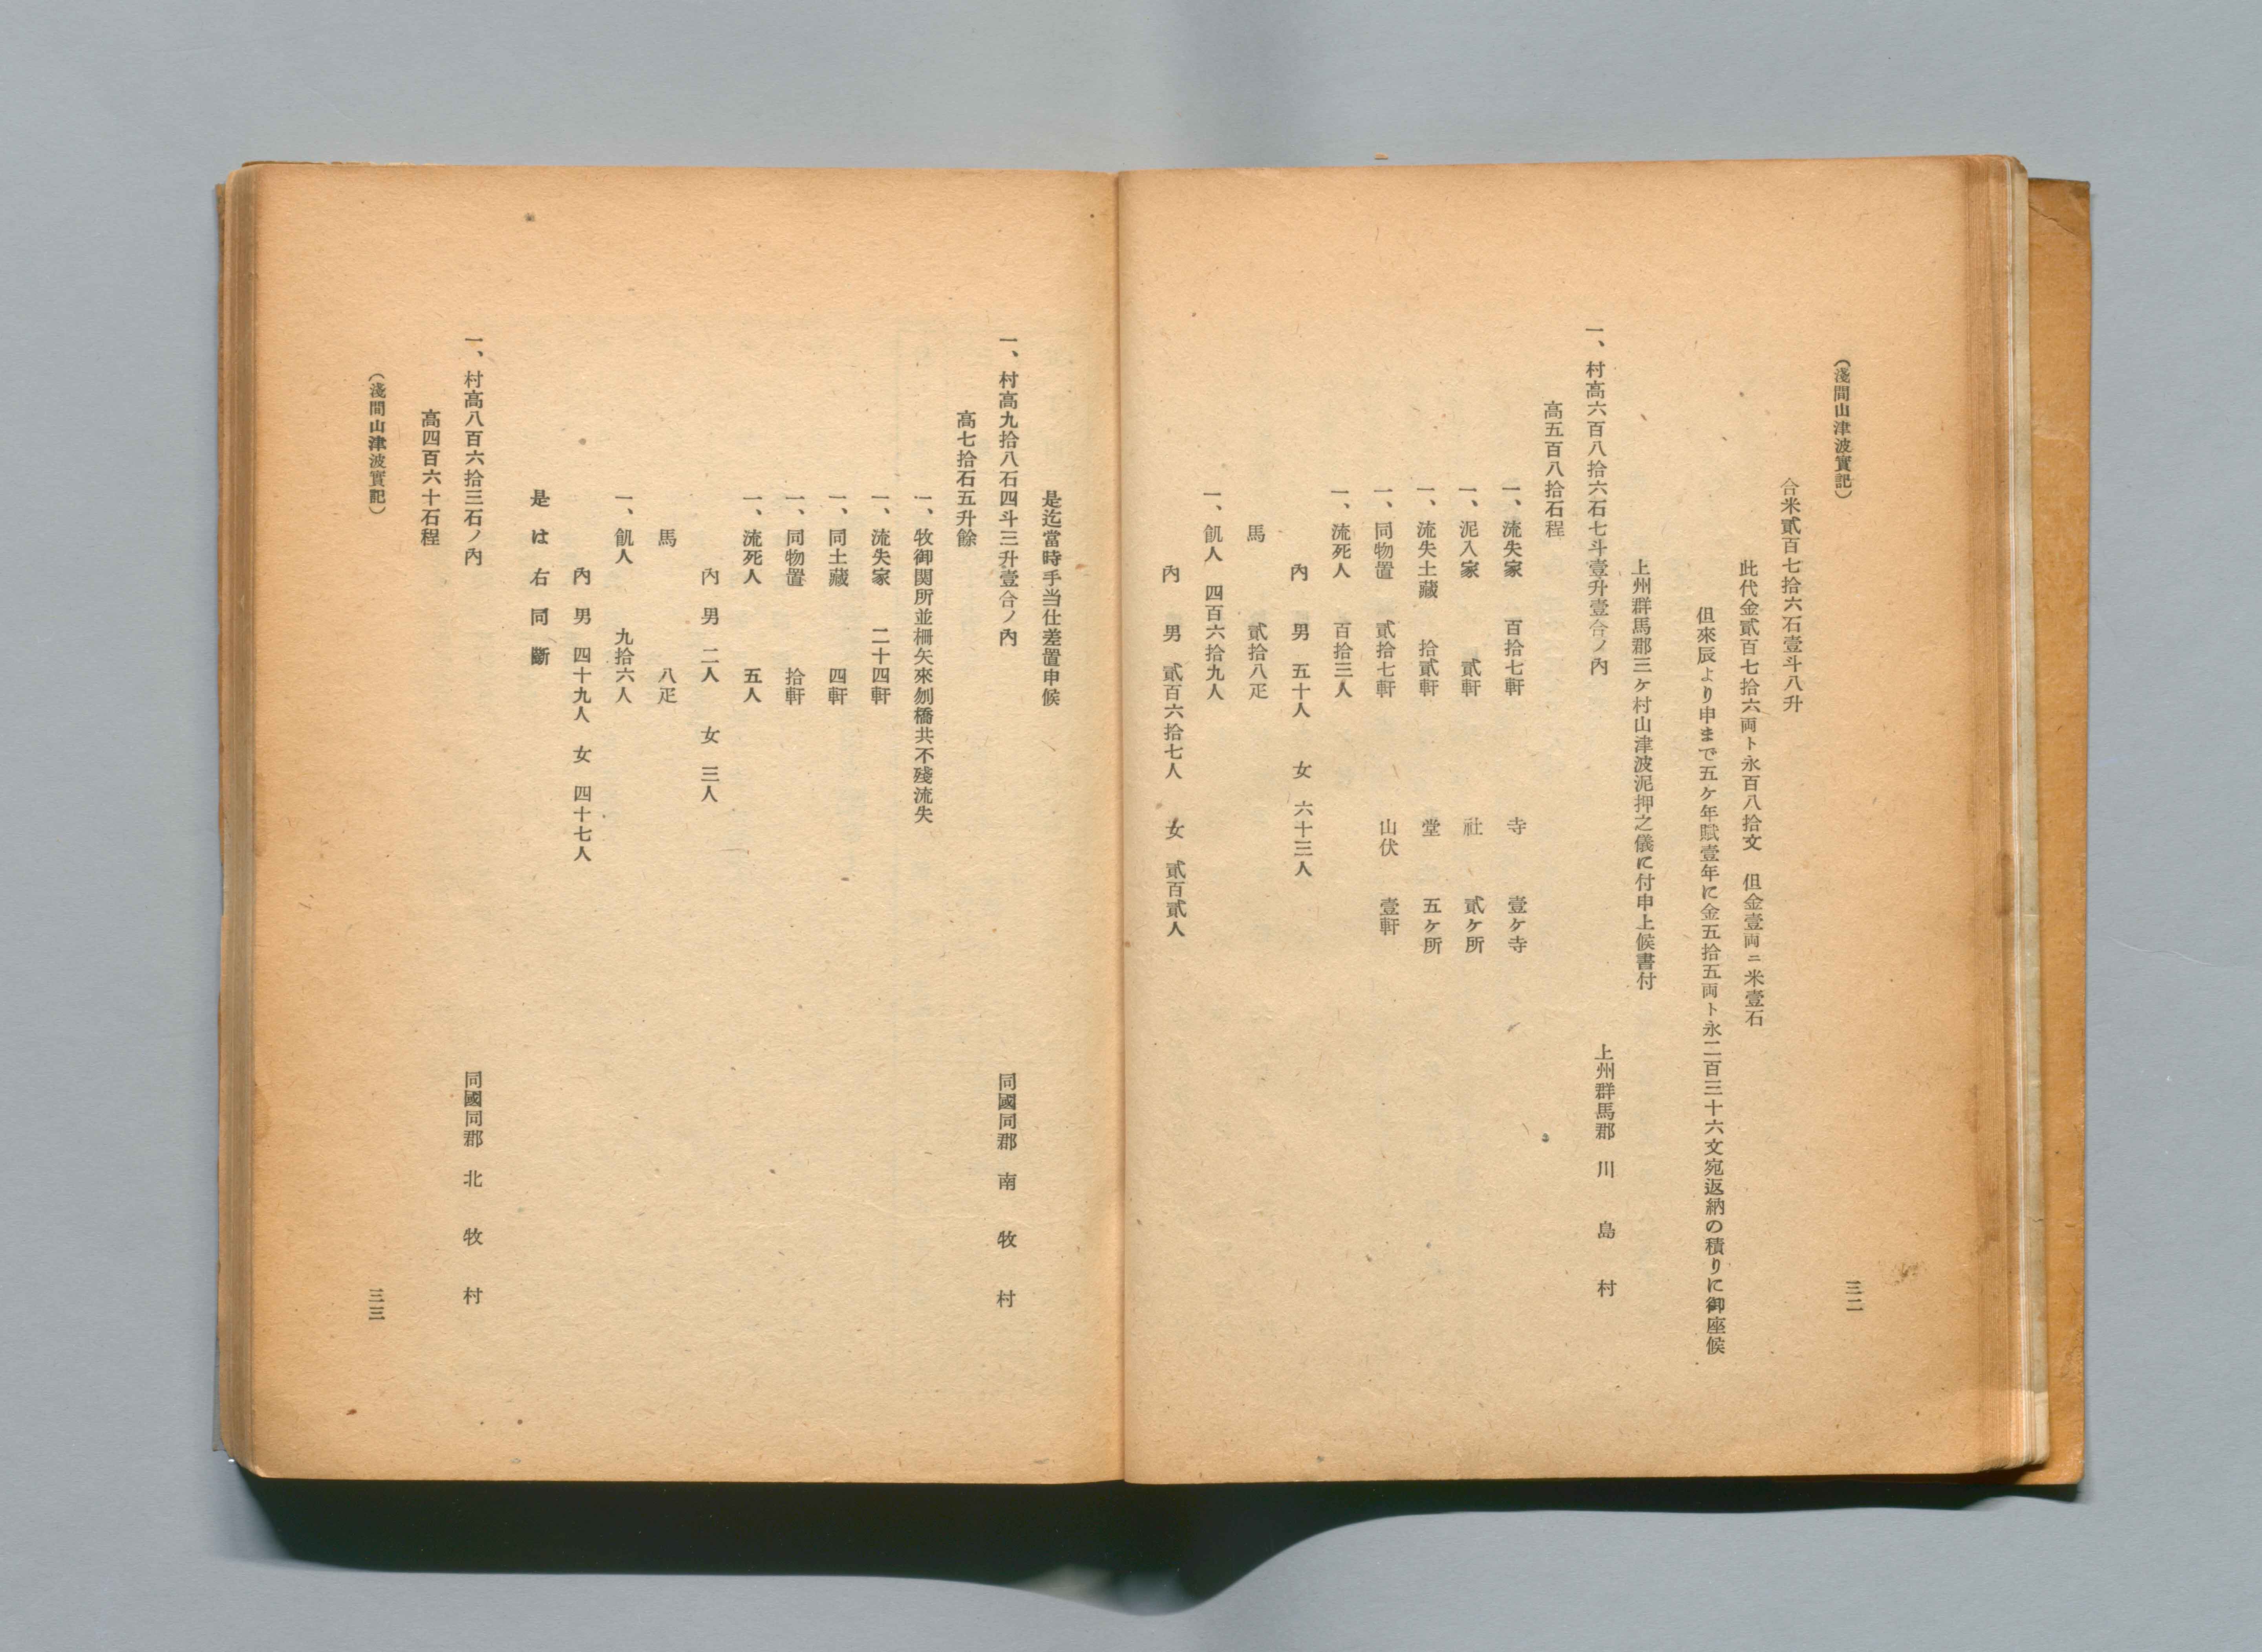 （淺間山津波實記）
三二
合米貳百七拾六石壹斗八升
此代金貳百七拾六両ト永百八拾文　但金壹両ニ米壹石
但來辰より申まで五ケ年賦壹年に金五拾五両ト永二百三十六文宛返納の積りに御座候
上州群馬郡三ケ村山津波泥押之儀に付申上候書付
一、村高六百八拾六石七斗壹升壹合ノ內　上州群馬郡　川島村
高五百八拾石程
一、流失家　百拾七軒　寺　壹ケ寺
一、泥入家　貳軒　社　貳ケ所
一、流失土藏　拾貳軒　堂　五ケ所
一、同物置　貳拾七軒　山伏　壹軒
一、流死人　百拾三人
內　男　五十人　女　六十三人
馬　貳拾八疋
一、飢人　四百六拾九人
內　男　貳百六拾七人　女　貳百貳人
是迄當時手当仕差置申候
一、村高九拾八石四斗三升壹合ノ內　同國同郡　南牧村
高七拾石五升餘
一、牧御関所並柵矢來刎橋共不殘流失
一、流失家　二十四軒
一、同土藏　四軒
一、同物置　拾軒
一、流死人　五人
內　男　二人　女　三人
馬　八疋
一、飢人　九拾六人
內　男　四十九人　女　四十七人
是は右同斷
一、村高八百六拾三石ノ內　同國同郡　北牧村
高四百六十石程
（淺間山津波實記）
三三